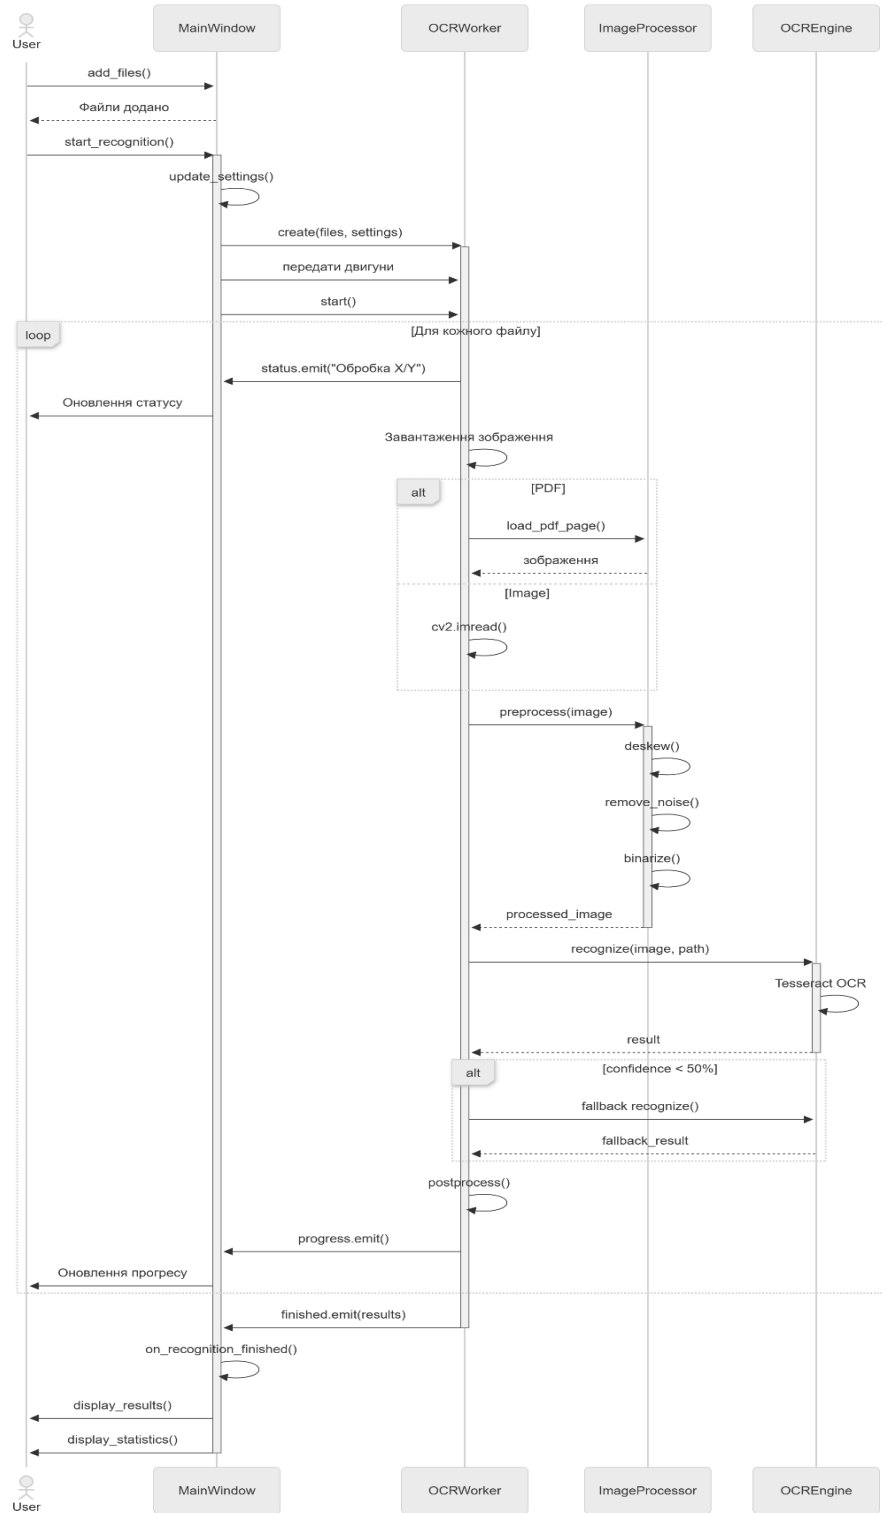 User
MainWindow
OCRWorker
ImageProcessor
OCREngine
add_files()
Файли додано
start_recognition()
update_settings()
create(files, settings)
передати двигуни
start()
loop
[Для кожного файлу]
status.emit("Обробка X/Y")
Оновлення статусу
Завантаження зображення
alt
[PDF]
load_pdf_page()
зображення
[Image]
cv2.imread()
preprocess(image)
deskew()
remove_noise()
binarize()
processed_image
recognize(image, path)
Tesseract OCR
result
alt
[confidence < 50%]
fallback recognize()
fallback_result
postprocess()
progress.emit()
Оновлення прогресу
finished.emit(results)
on_recognition_finished()
display_results()
display_statistics()
User
MainWindow
OCRWorker
ImageProcessor
OCREngine